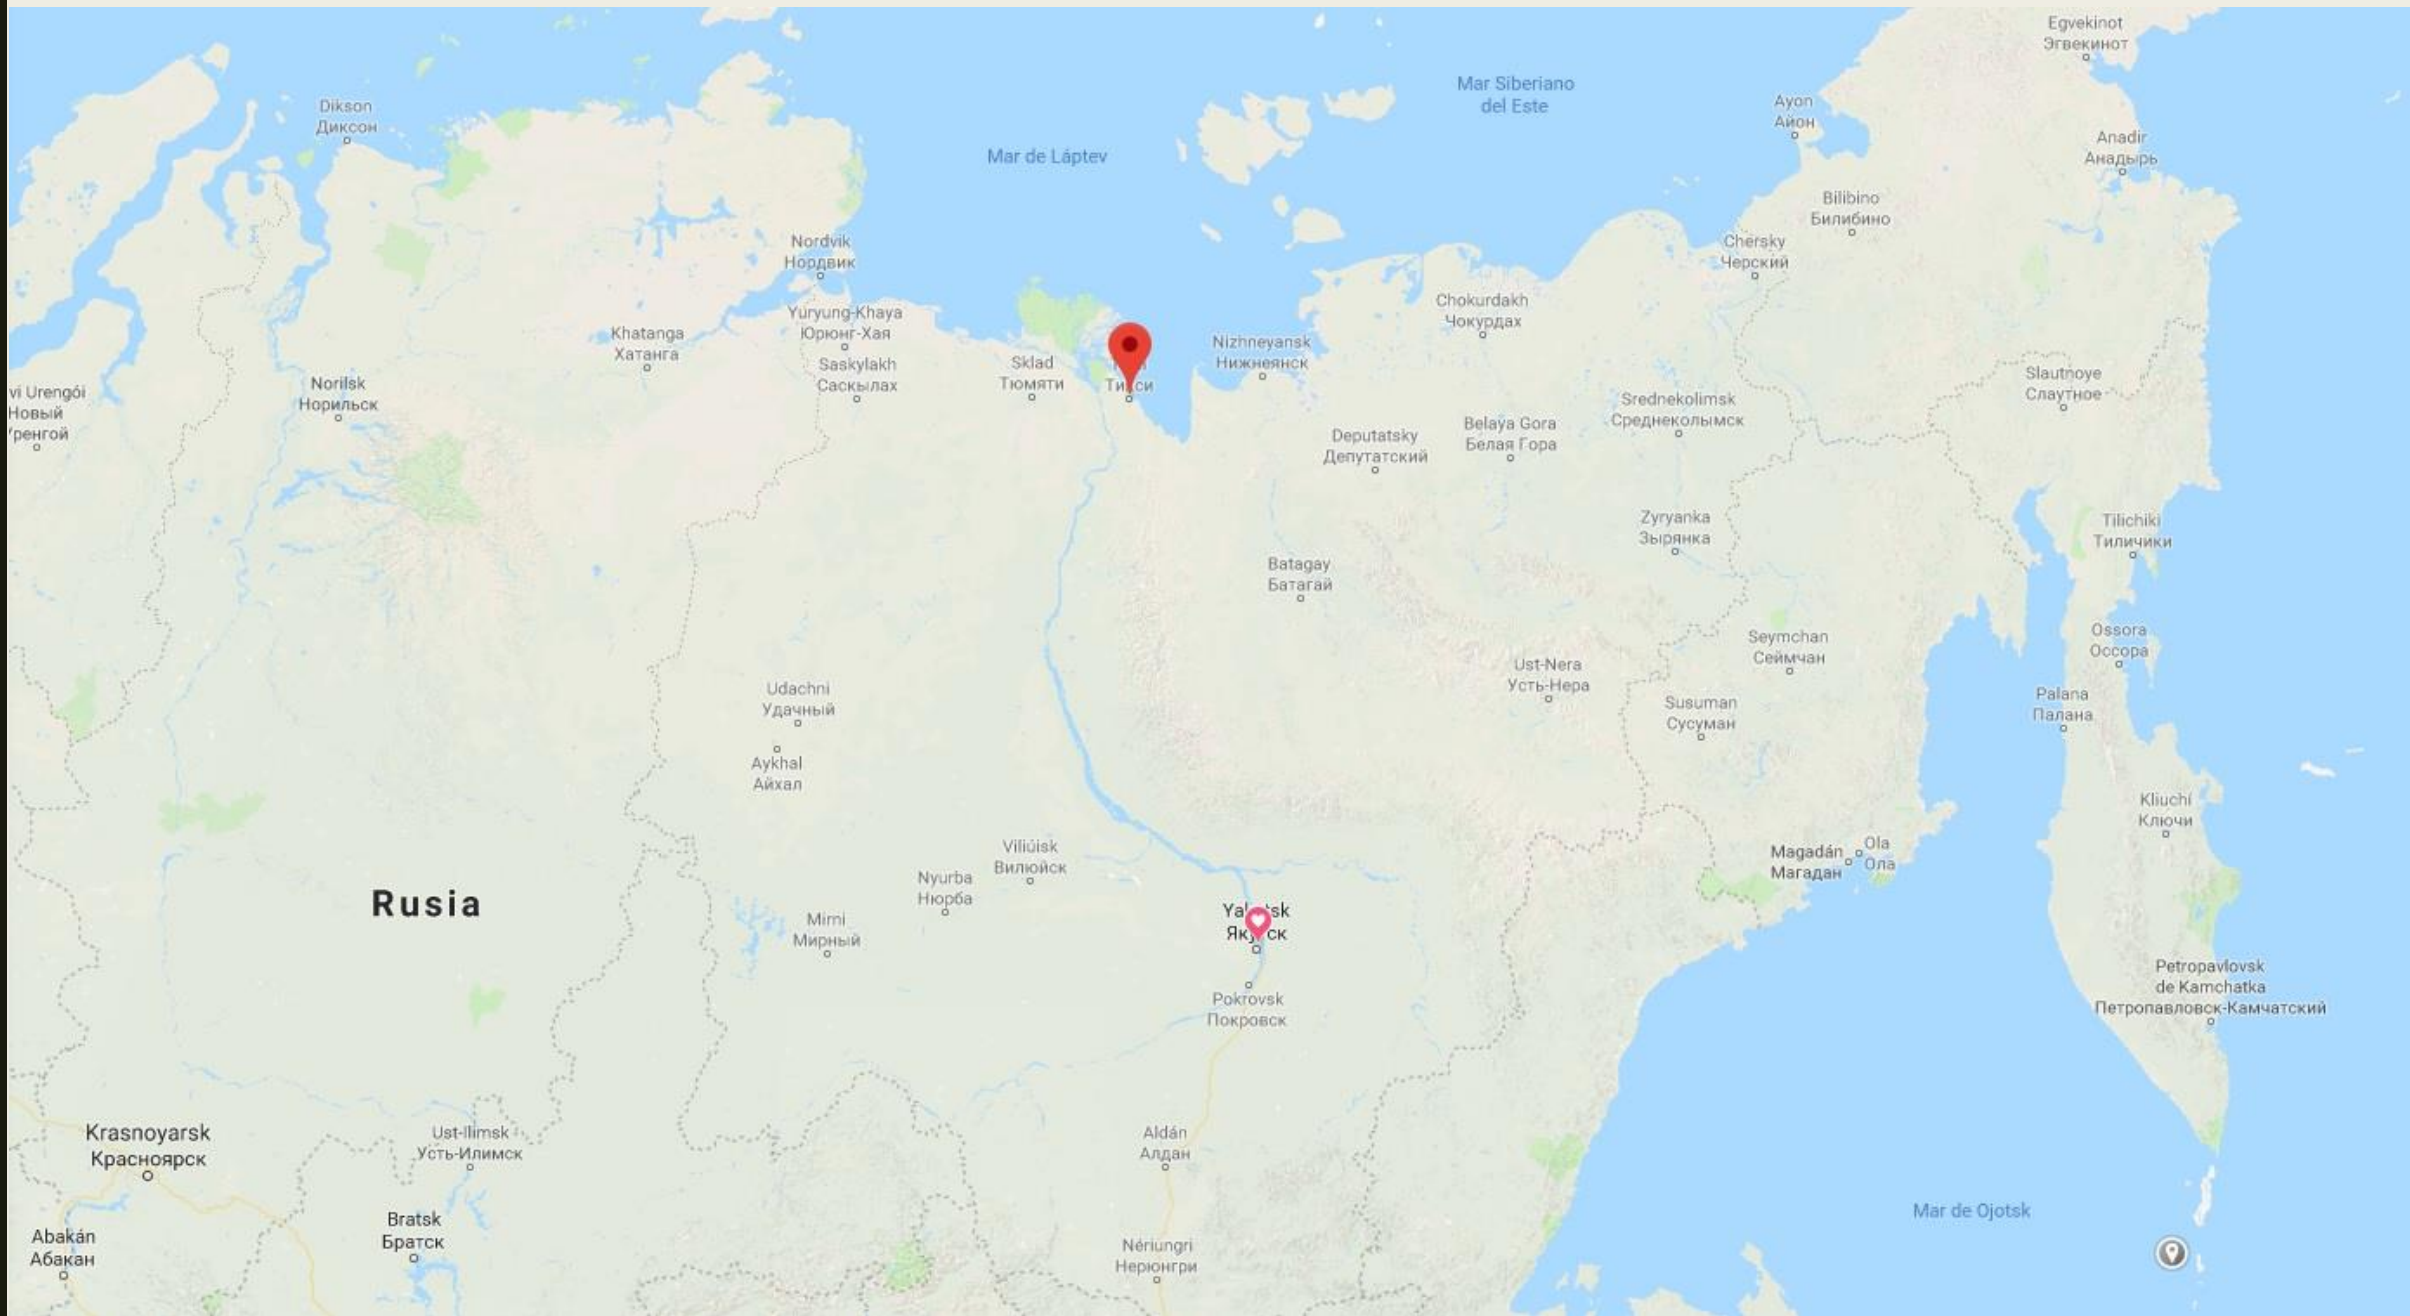 Egvekinot
Эгвекинот
Mar Siberiano
del Este
Dikson
Диксон
Ayon
Айон
Anadir
Анадырь
Mar de Láptev
Bilibino
Билибино
Nordvik
Нордвик
Chersky
Черский
Chokurdakh
Чокурдах
Yuryung-Khaya
Юрюнг-Хая
Khatanga
Хатанга
Nizhneyansk
Нижнеянск
Saskylakh
Саскылах
Sklad
Тюмяти
Slautnoye
Слаутное
vi Urengói
Новый
Norilsk
Норильск
Srednekolimsk
Среднеколымск
Belaya Gora
Белая Гора
Deputatsky
Депутатский
Zyryanka
Зырянка
Tilichiki
Тиличики
Batagay
Батагай
Ossora
Оссора
Seymchan
Сеймчан
Ust-Nera
Усть-Нера
Udachni
Удачный
Palana
Палана
Susuman
Сусуман
Aykhal
Айхал
Kliuchí
Ключи
Viliúisk
Вилюйск
Magadán
Магадан
Ola
Ола
Nyurba
Нюрба
Rusia
Mirni
Мирный
Petropavlovsk
de Kamchatka
Петропавловск-Камчатский
Pokrovsk
Покровск
Krasnoyarsk
Красноярск
Ust-Ilimsk
Усть-Илимск
Aldán
Алдан
Mar de Ojotsk
Bratsk
Братск
Abakán
Абакан
Nériungri
Нерюнгри